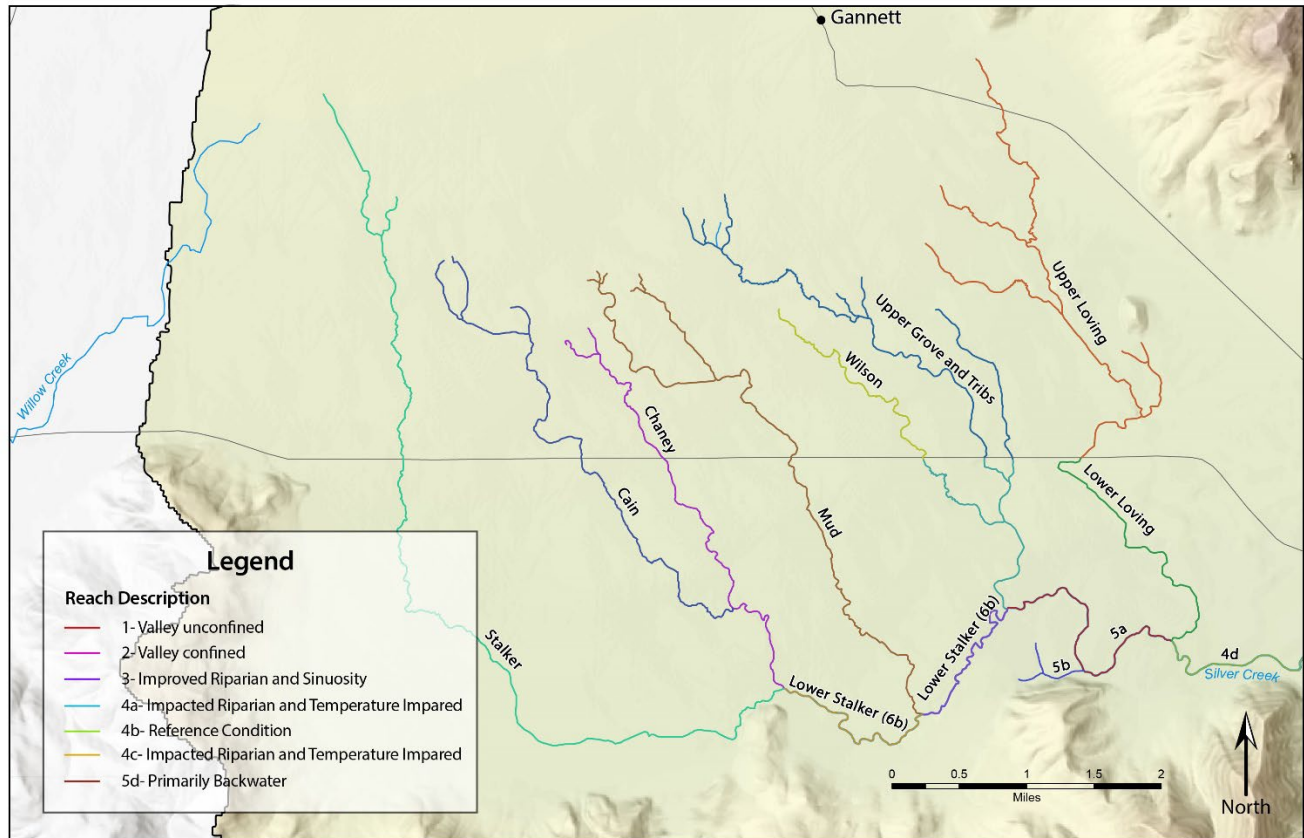 Gannett
Upper Loving
Willow Creek
Upper Grove and Tribs
Wilson
Chaney
Cain
Mud
Lower Loving
Stalker
Lower Stalker (6b)
Lower Stalker (6b)
5a
5b
4d
Silver Creek
Legend
Reach Description
1- Valley unconfined
2- Valley confined
3- Improved Riparian and Sinuosity
4a- Impacted Riparian and Temperature Impared
4b- Reference Condition
4c- Impacted Riparian and Temperature Impared
5d- Primarily Backwater
0 0.5 1 1.5 2
Miles
North